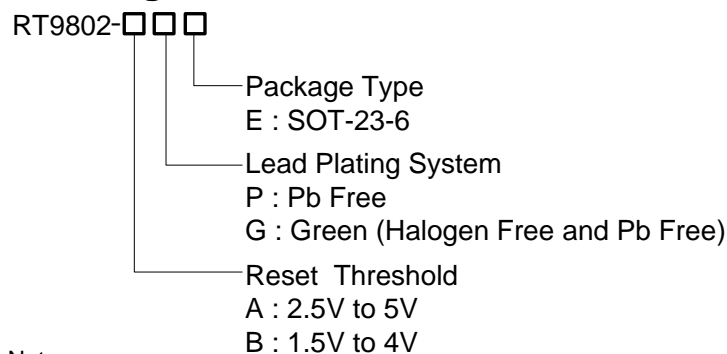 RT9802-□□□
Package Type
E : SOT-23-6
Lead Plating System
P : Pb Free
G : Green (Halogen Free and Pb Free)
Reset Threshold
A : 2.5V to 5V
B : 1.5V to 4V